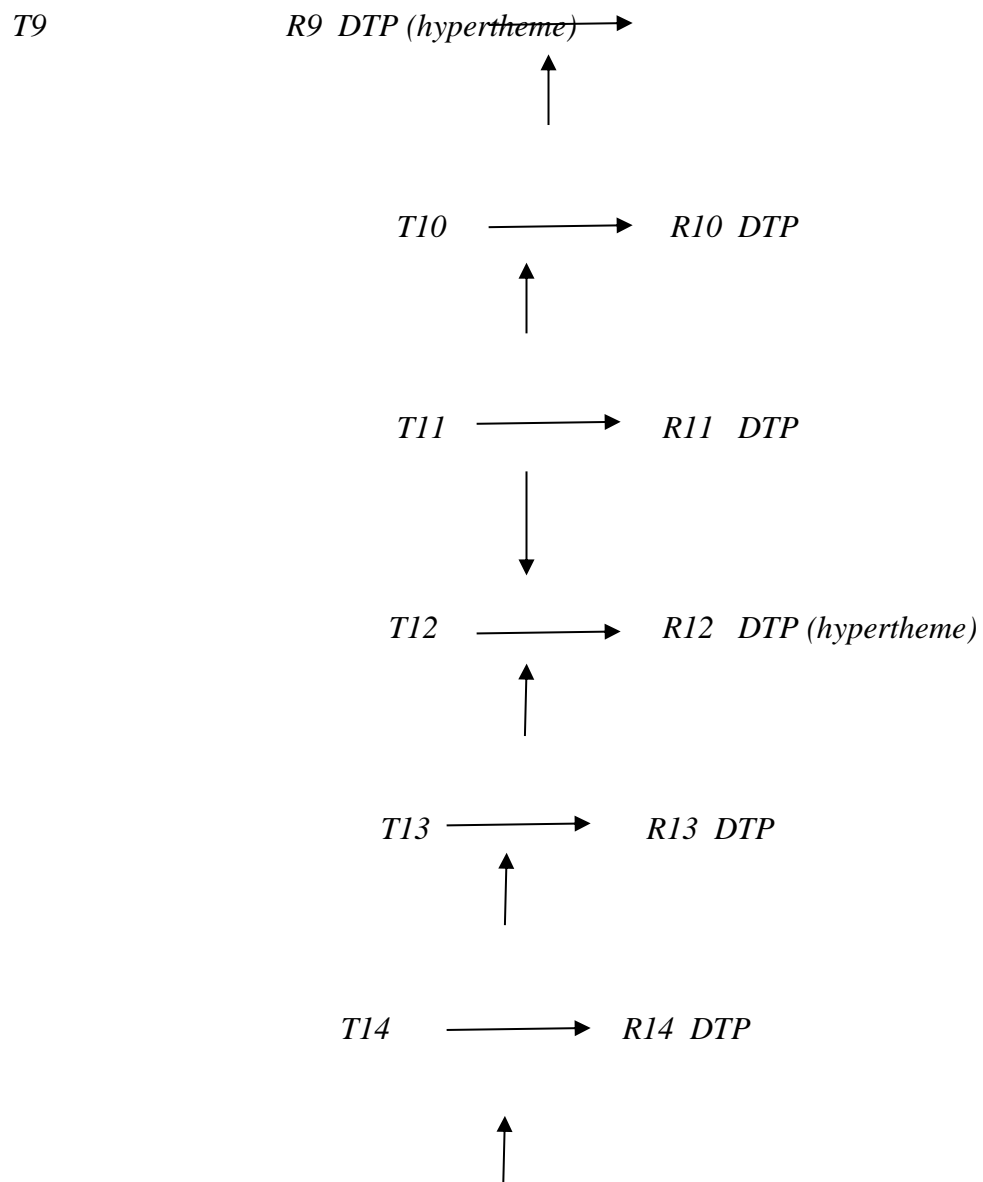 T9 R9 DTP (hypertheme)
T10 R10 DTP
T11 R11 DTP
T12 R12 DTP (hypertheme)
T13 R13 DTP
T14 R14 DTP